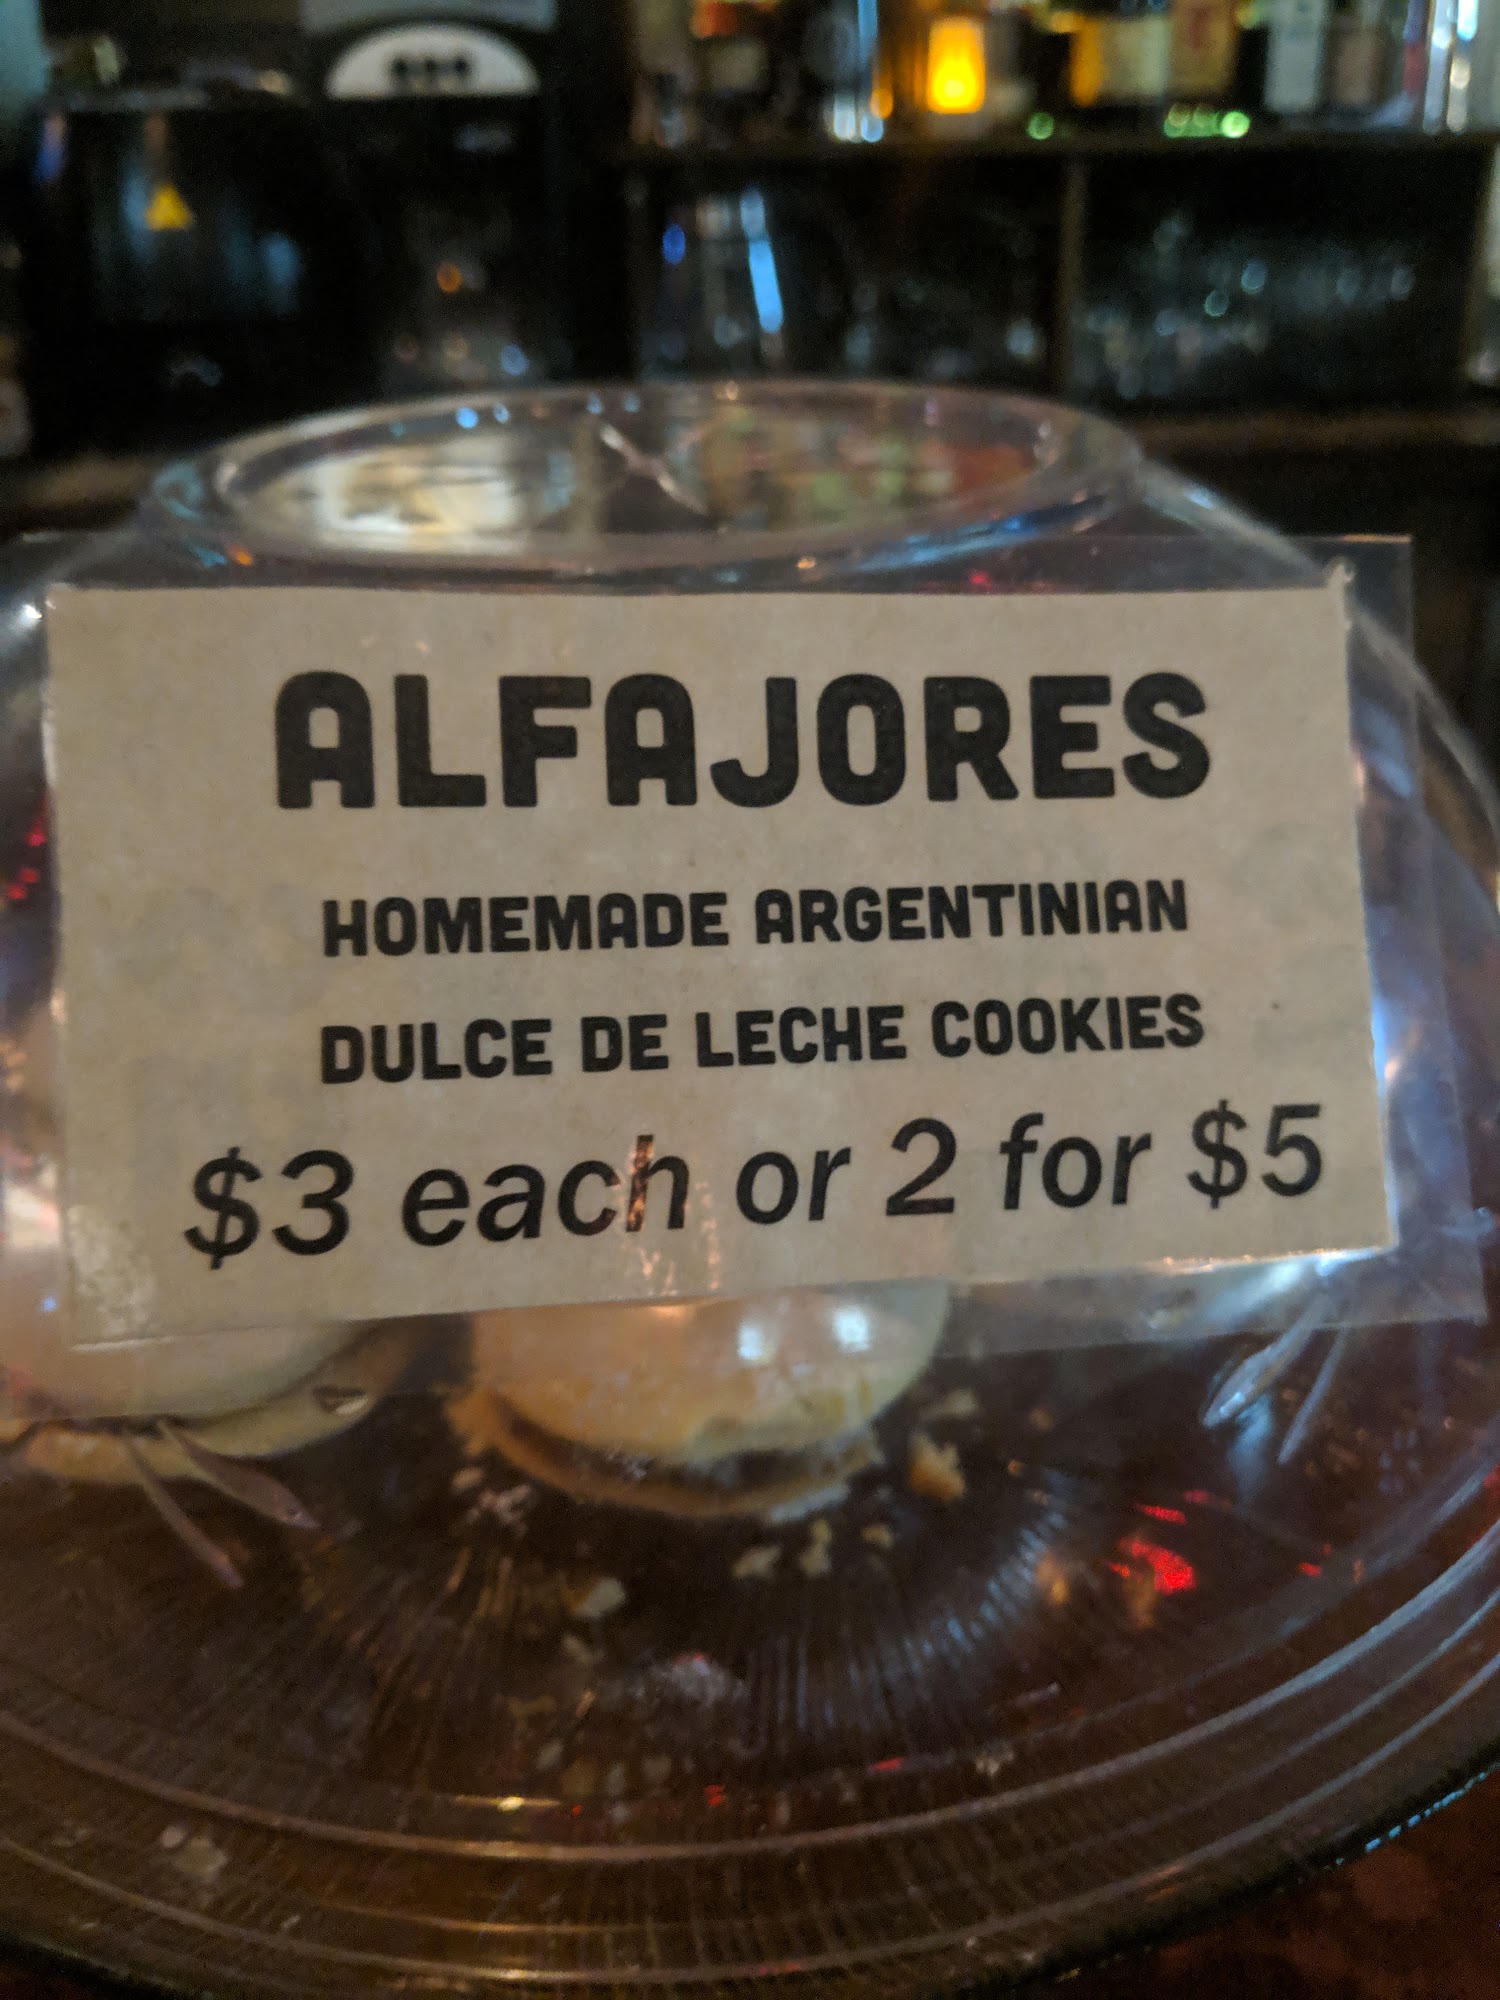 ALFAJORES
HOMEMADE ARGENTINIAN
DULCE DE LECHE COOKIES
$3 each or 2 for $5